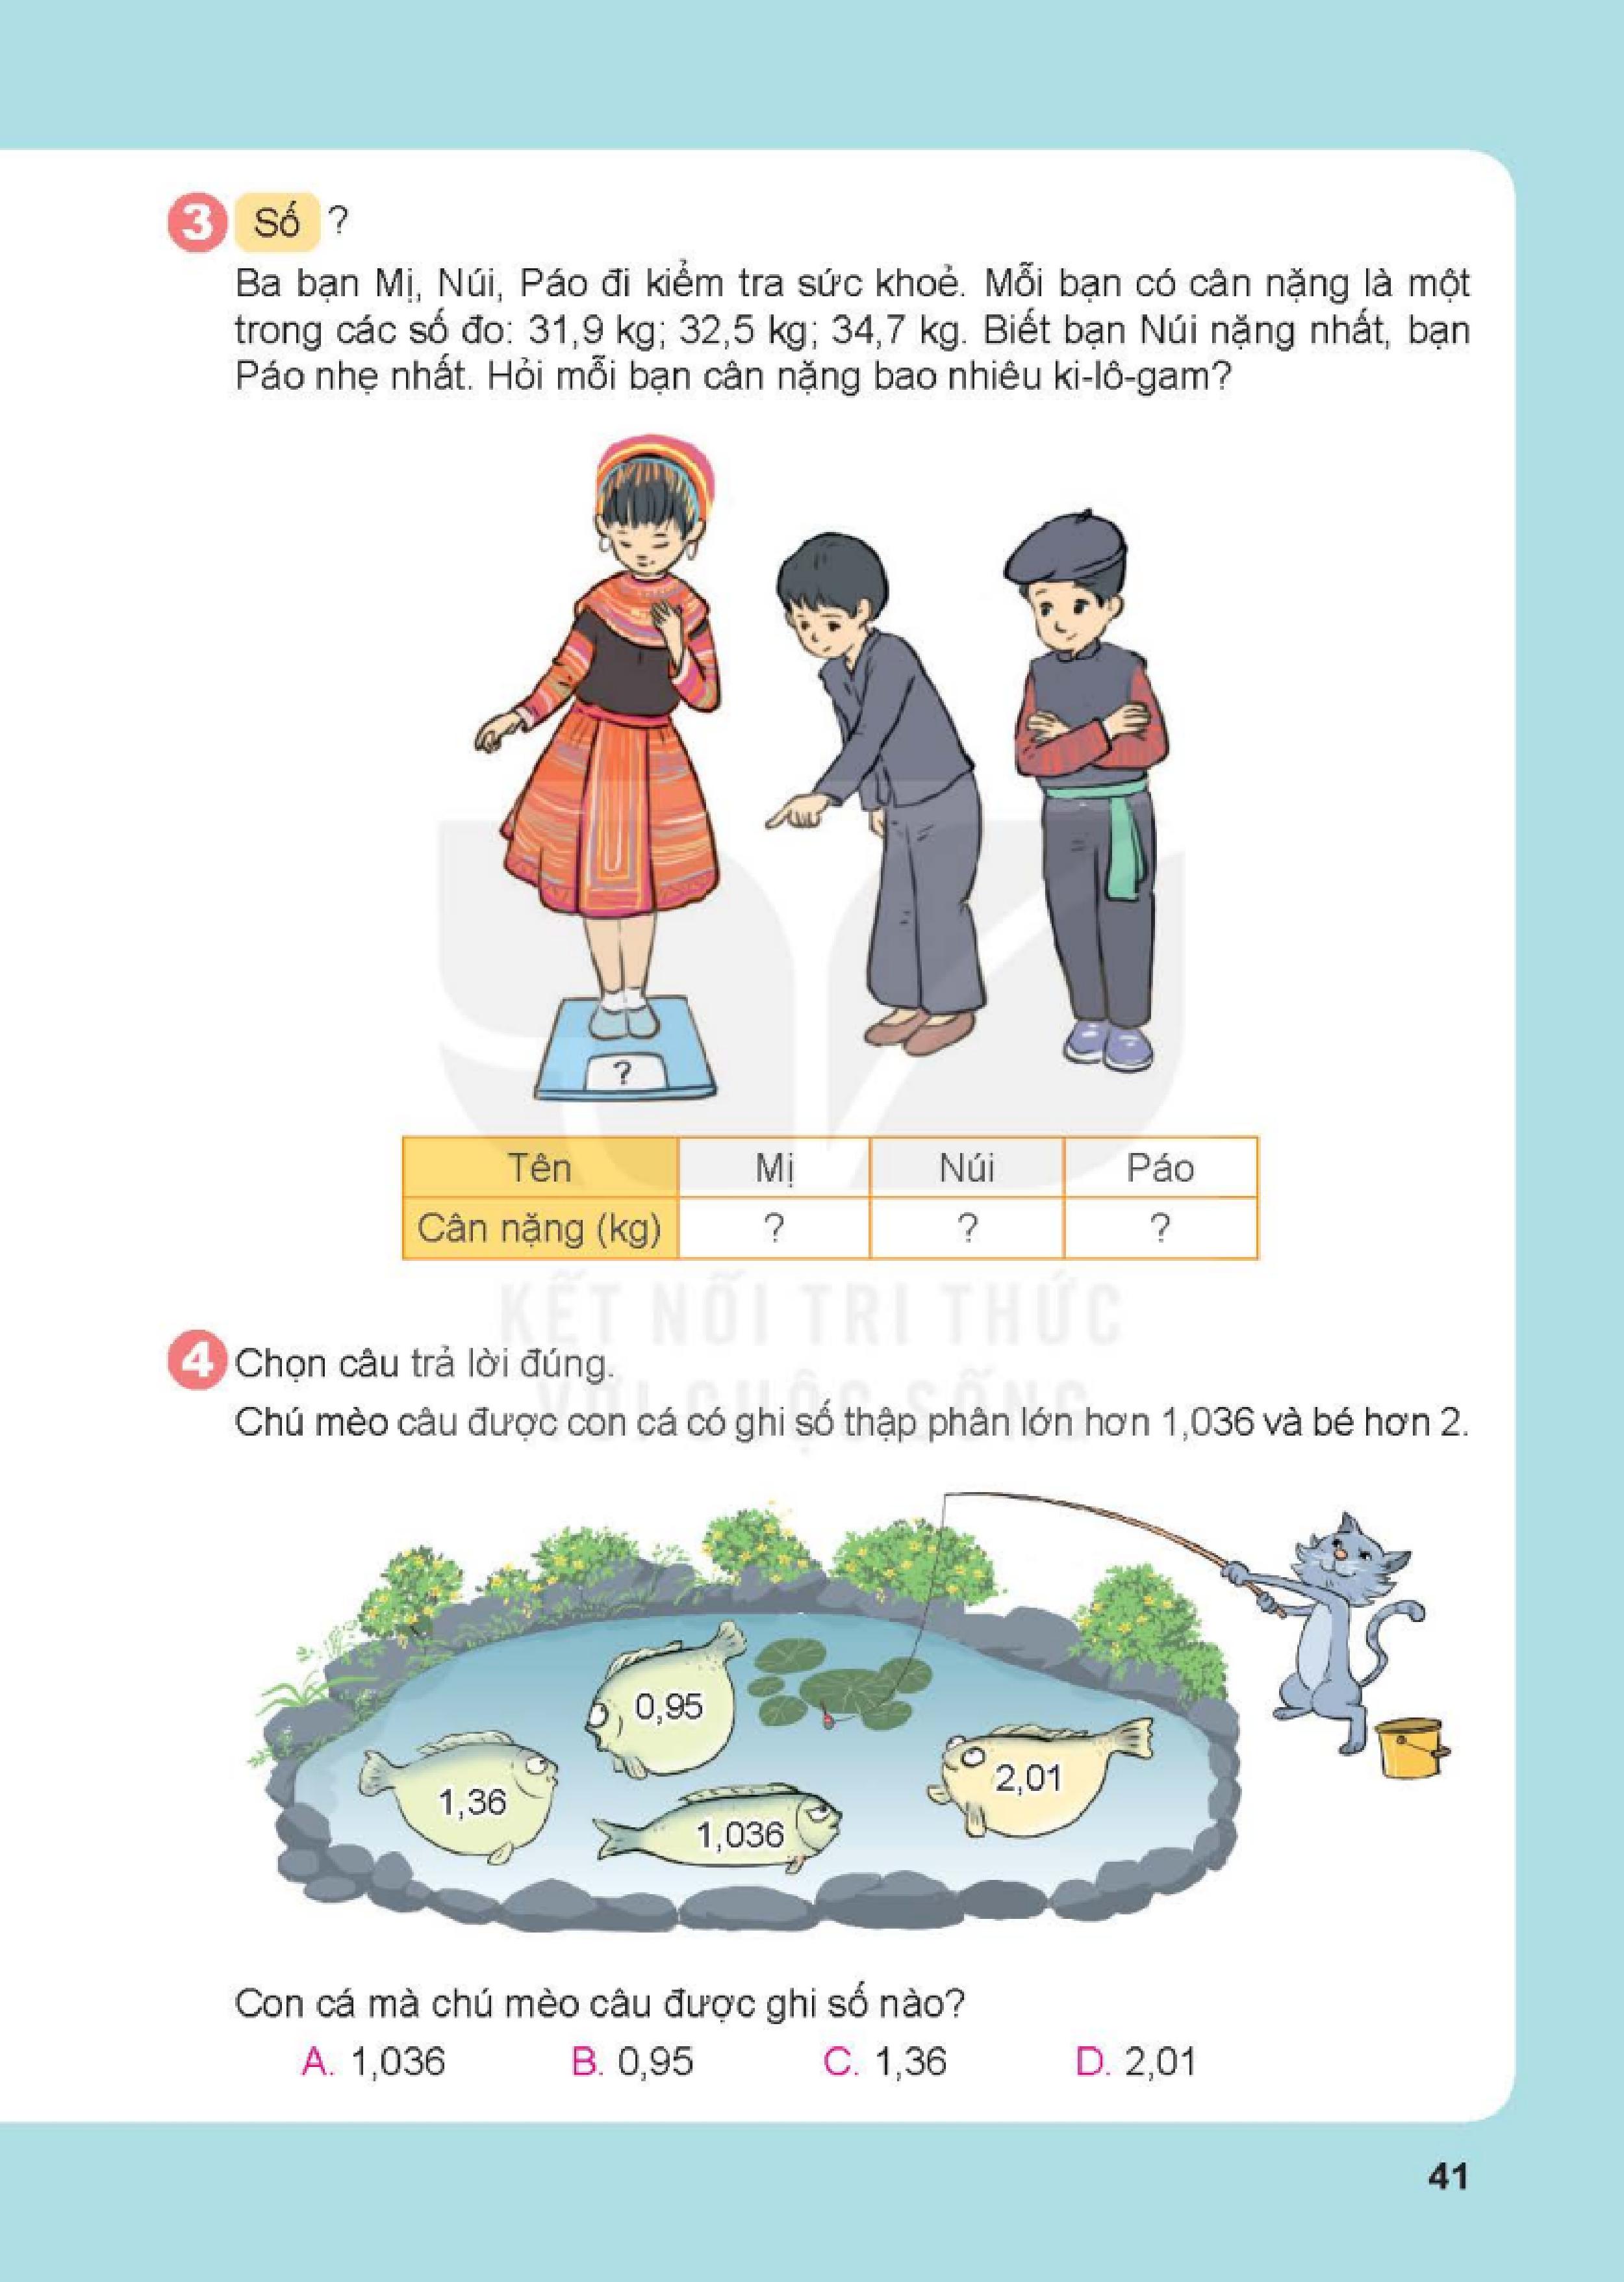 3 Số ?
Ba bạn Mị, Núi, Páo đi kiểm tra sức khoẻ. Mỗi bạn có cân nặng là một
trong các số đo: 31,9 kg; 32,5 kg; 34,7 kg. Biết bạn Núi nặng nhất, bạn
Páo nhẹ nhất. Hỏi mỗi bạn cân nặng bao nhiêu ki-lô-gam?
?
Tên Mị Núi Páo
Cân nặng (kg) ? ? ?
KẾT NỐI TRI THỨC
VỚI CUỘC SỐNG
4 Chọn câu trả lời đúng.
Chú mèo câu được con cá có ghi số thập phân lớn hơn 1,036 và bé hơn 2.
0,95
2,01
1,36
1,036
Con cá mà chú mèo câu được ghi số nào?
A. 1,036 B. 0,95 C. 1,36 D. 2,01
41